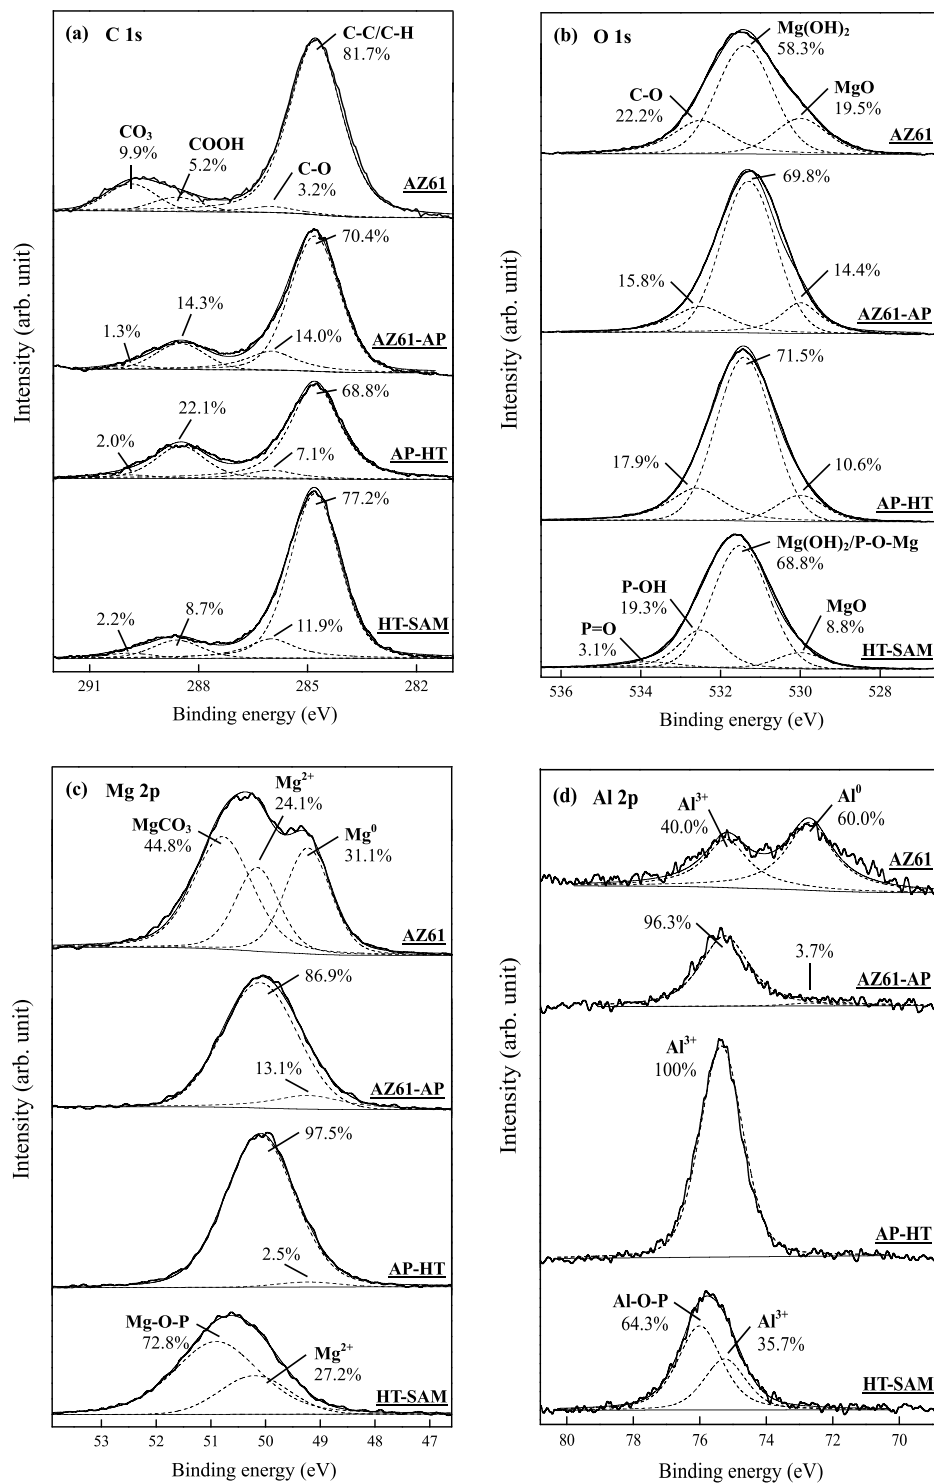 (a) C 1s
C-C/C-H
81.7%
CO3
9.9%
COOH
5.2%
C-O
3.2%
AZ61
70.4%
14.3%
1.3%
14.0%
AZ61-AP
68.8%
22.1%
2.0%
7.1%
AP-HT
77.2%
2.2%
8.7%
11.9%
HT-SAM
291 288 285 282
Binding energy (eV)
Intensity (arb. unit)
(b) O 1s
Mg(OH)2
58.3%
C-O
22.2%
MgO
19.5%
AZ61
69.8%
15.8%
14.4%
AZ61-AP
71.5%
17.9%
10.6%
AP-HT
Mg(OH)2/P-O-Mg
68.8%
P-OH
19.3%
P=O
3.1%
MgO
8.8%
HT-SAM
536 534 532 530 528
Binding energy (eV)
Intensity (arb. unit)
(c) Mg 2p
Mg2+
24.1%
MgCO3
44.8%
Mg0
31.1%
AZ61
86.9%
13.1%
AZ61-AP
97.5%
2.5%
AP-HT
Mg-O-P
72.8%
Mg2+
27.2%
HT-SAM
53 52 51 50 49 48 47
Binding energy (eV)
Intensity (arb. unit)
(d) Al 2p
Al3+
40.0%
Al0
60.0%
AZ61
96.3%
3.7%
AZ61-AP
Al3+
100%
AP-HT
Al-O-P
64.3%
Al3+
35.7%
HT-SAM
80 78 76 74 72 70
Binding energy (eV)
Intensity (arb. unit)